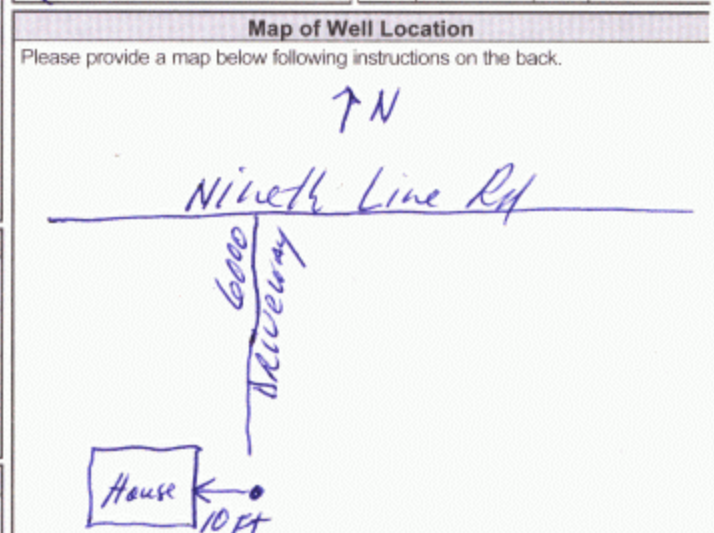 Map of Well Location
Please provide a map below following instructions on the back.
↑ N
Nineth Line Rd
6000
DRIVEWAY
House
10 Ft